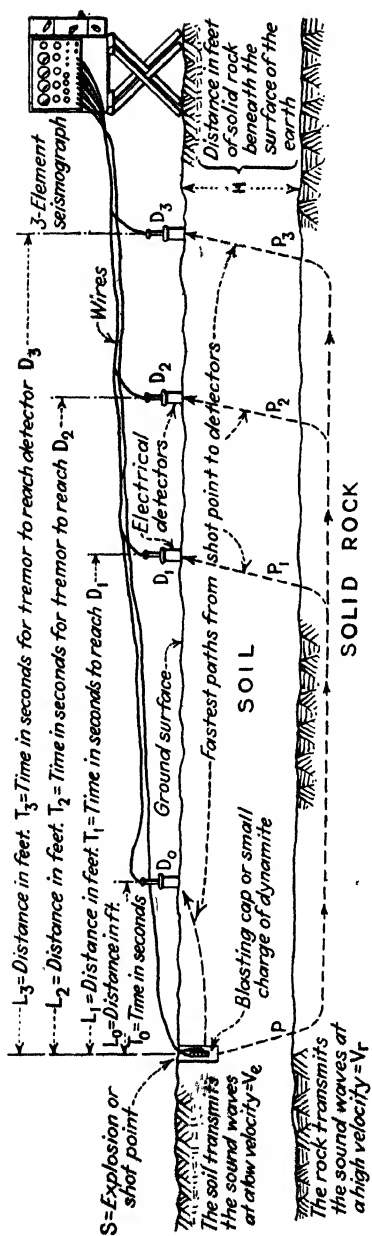 L3=Distance in feet. T3=Time in seconds for tremor to reach detector D3
L2=Distance in feet. T2=Time in seconds for tremor to reach D2
L1=Distance in feet. T1=Time in seconds to reach D1
L0=Distance in ft.
T0=Time in seconds
S=Explosion or
shot point
3-Element
seismograph
Wires
D0
D1
D2
D3
Electrical
detectors
Ground surface
Fastest paths from shot point to detectors
Blasting cap or small
charge of dynamite
The soil transmits
the sound waves
at a low velocity=Ve
SOIL
Distance in feet
of solid rock
beneath the
surface of the
earth
H
P
P1
P2
P3
The rock transmits
the sound waves at
a high velocity=Vr
SOLID ROCK